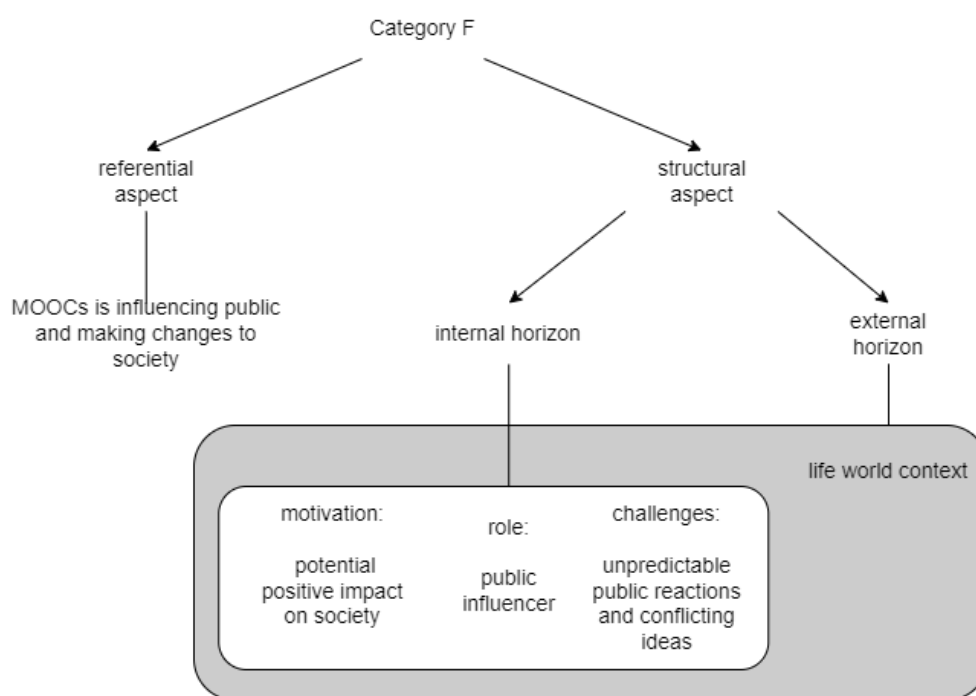 Category F
referential
aspect
structural
aspect
MOOCs is influencing public
and making changes to
society
internal horizon
external
horizon
life world context
motivation:
potential
positive impact
on society
role:
public
influencer
challenges:
unpredictable
public reactions
and conflicting
ideas